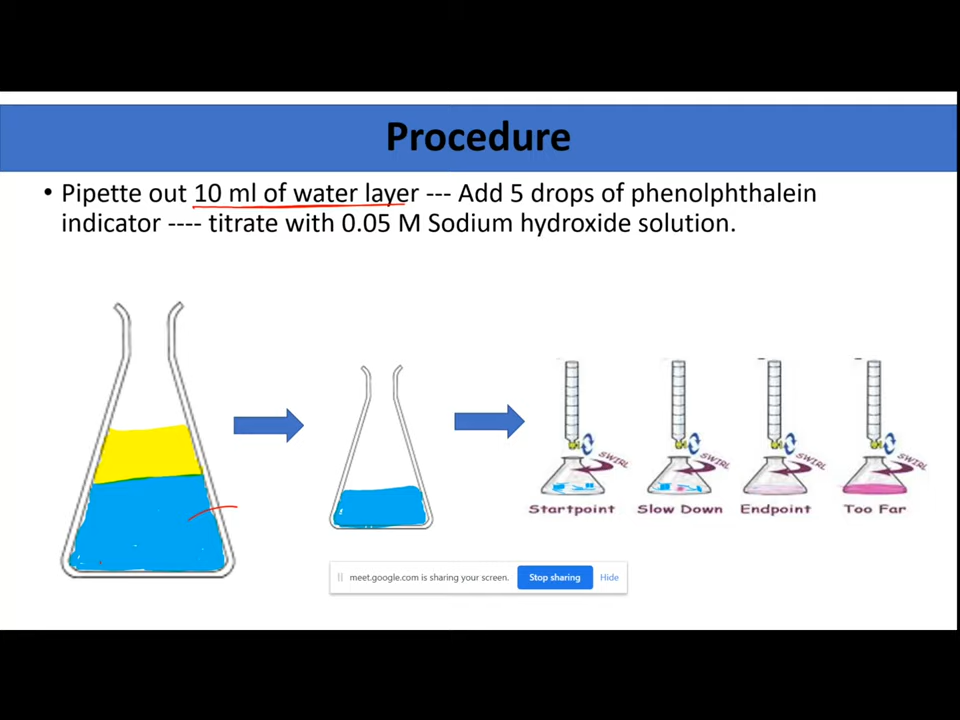 Procedure
• Pipette out 10 ml of water layer --- Add 5 drops of phenolphthalein
indicator ---- titrate with 0.05 M Sodium hydroxide solution.
SWIRL SWIRL SWIRL SWIRL
Startpoint Slow Down Endpoint Too Far
meet.google.com is sharing your screen. Stop sharing Hide